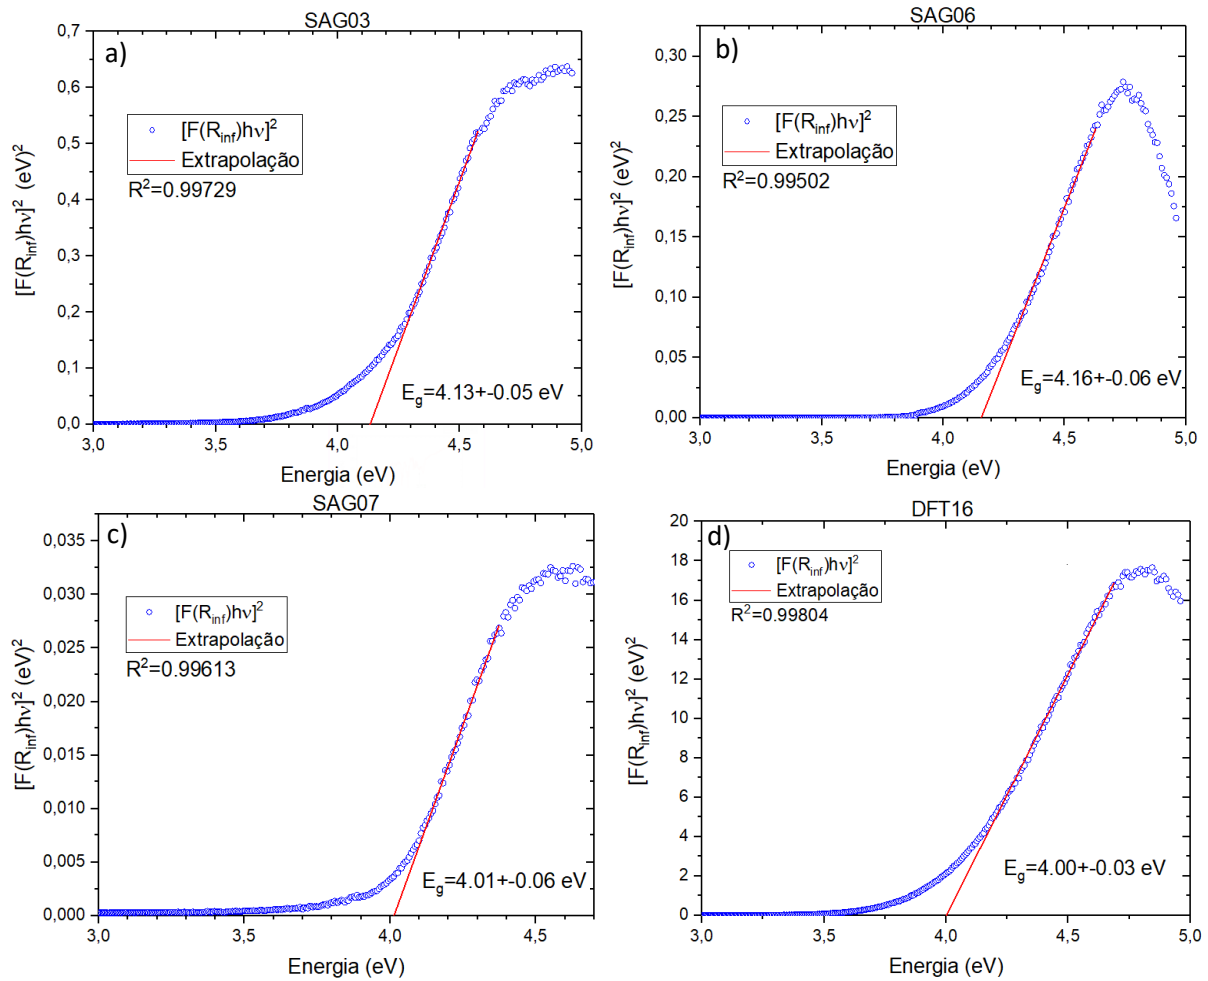 SAG03
a)
0,7
0,6
0,5
0,4
0,3
0,2
0,1
0,0
[F(R_inf)hν]² (eV)²
[F(R_inf)hν]²
Extrapolação
R²=0.99729
E_g=4.13+-0.05 eV
3,0 3,5 4,0 4,5 5,0
Energia (eV)
SAG06
b)
0,30
0,25
0,20
0,15
0,10
0,05
0,00
[F(R_inf)hν]² (eV)²
[F(R_inf)hν]²
Extrapolação
R²=0.99502
E_g=4.16+-0.06 eV
3,0 3,5 4,0 4,5 5,0
Energia (eV)
SAG07
c)
0,035
0,030
0,025
0,020
0,015
0,010
0,005
0,000
[F(R_inf)hν]² (eV)²
[F(R_inf)hν]²
Extrapolação
R²=0.99613
E_g=4.01+-0.06 eV
3,0 3,5 4,0 4,5
Energia (eV)
DFT16
d)
20
18
16
14
12
10
8
6
4
2
0
[F(R_inf)hν]² (eV)²
[F(R_inf)hν]²
Extrapolação
R²=0.99804
E_g=4.00+-0.03 eV
3,0 3,5 4,0 4,5 5,0
Energia (eV)